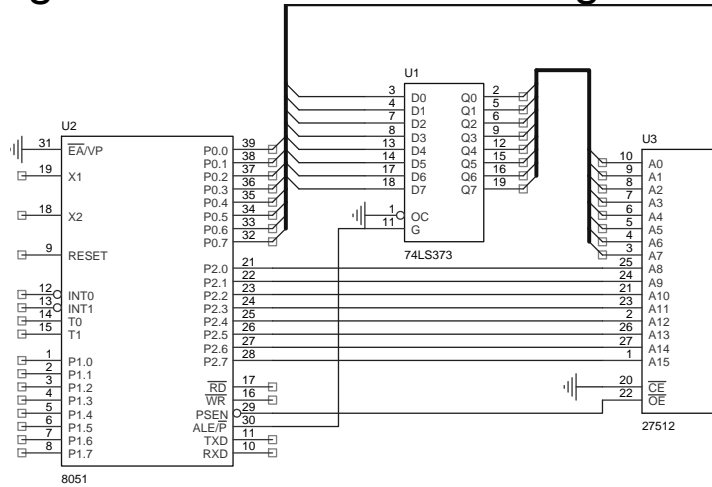 U1
3 D0 Q0 2
4 D1 Q1 5
7 D2 Q2 6
8 D3 Q3 9
13 D4 Q4 12
14 D5 Q5 15
17 D6 Q6 16
18 D7 Q7 19
1 OC
11 G
74LS373
U2
31 EA/VP P0.0 39
P0.1 38
19 X1 P0.2 37
P0.3 36
P0.4 35
18 X2 P0.5 34
P0.6 33
P0.7 32
9 RESET
P2.0 21
P2.1 22
12 INT0 P2.2 23
13 INT1 P2.3 24
14 T0 P2.4 25
15 T1 P2.5 26
P2.6 27
1 P1.0 P2.7 28
2 P1.1
3 P1.2 RD 17
4 P1.3 WR 16
5 P1.4 PSEN 29
6 P1.5 ALE/P 30
7 P1.6 TXD 11
8 P1.7 RXD 10
8051
U3
10 A0
9 A1
8 A2
7 A3
6 A4
5 A5
4 A6
3 A7
25 A8
24 A9
21 A10
23 A11
2 A12
26 A13
27 A14
1 A15
20 CE
22 OE
27512